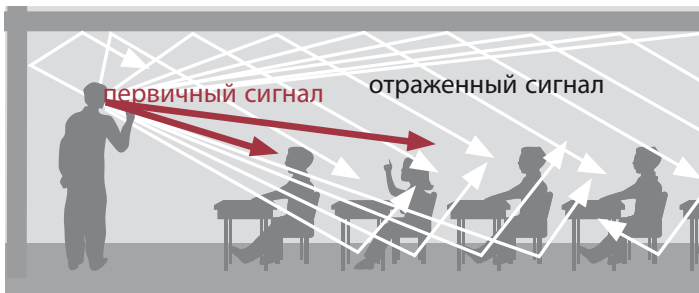 первичный сигнал
отраженный сигнал